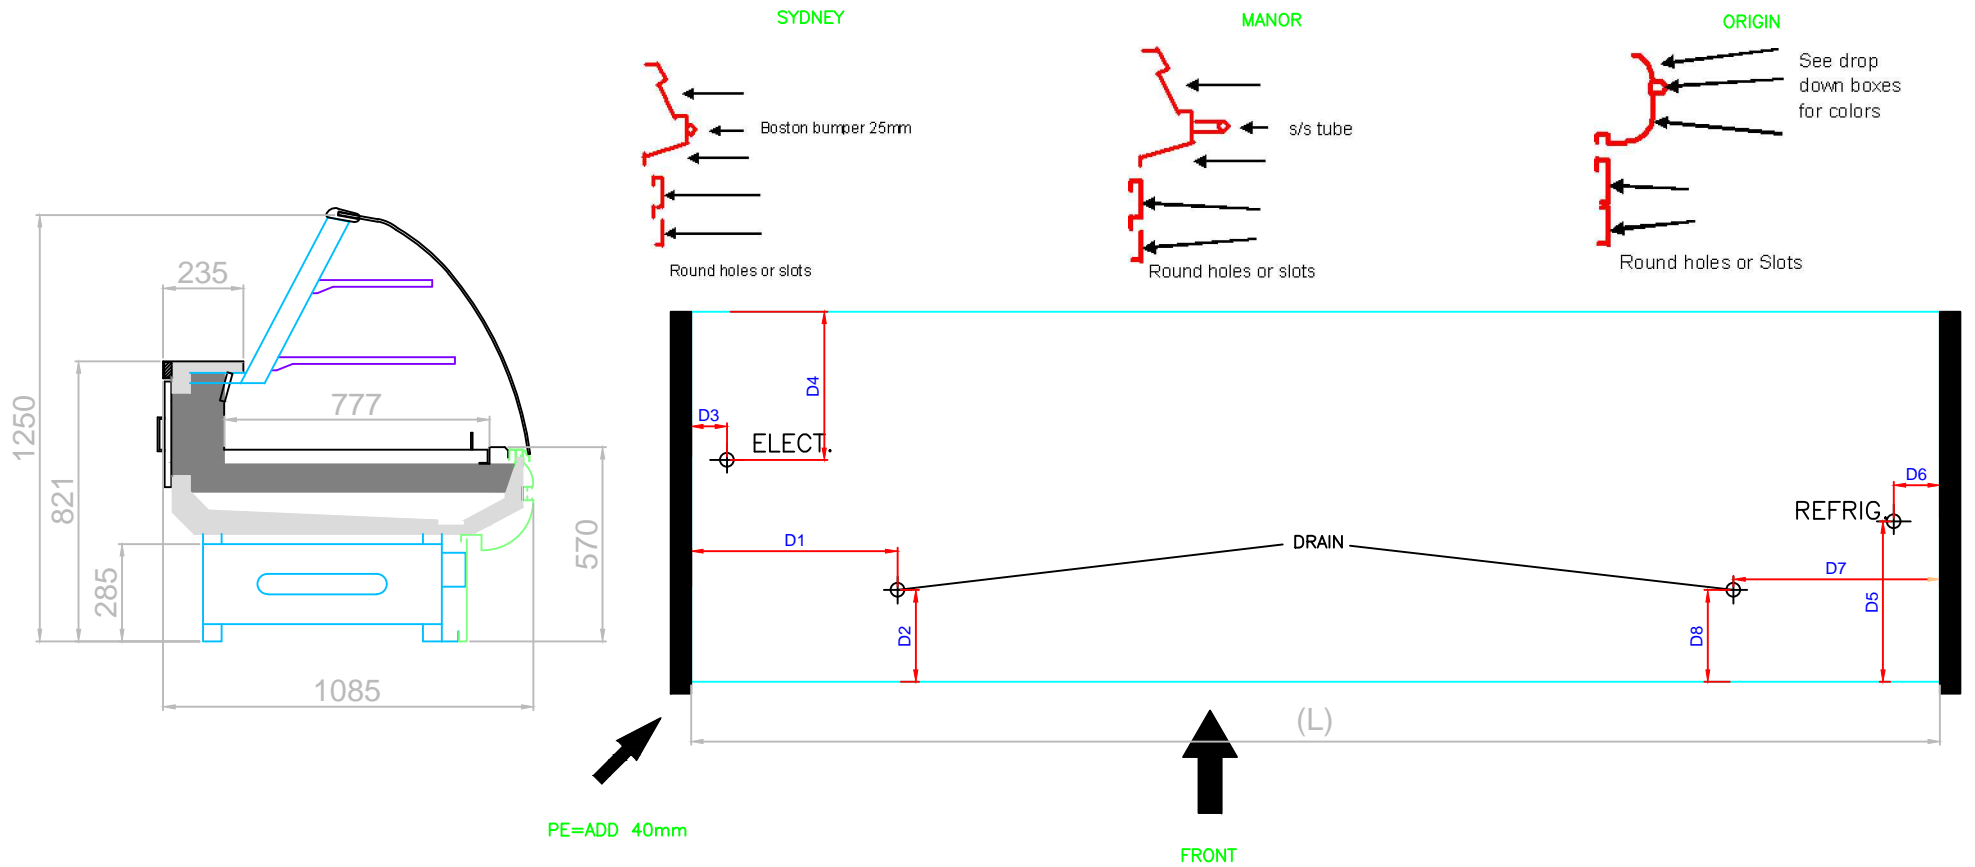 SYDNEY
MANOR
ORIGIN
See drop
down boxes
for colors
Boston bumper 25mm
s/s tube
Round holes or slots
Round holes or slots
Round holes or Slots
235
777
1250
821
285
570
1085
D4
D3
ELECT.
D6
REFRIG.
D1
DRAIN
D7
D2
D8
D5
(L)
PE=ADD 40mm
FRONT